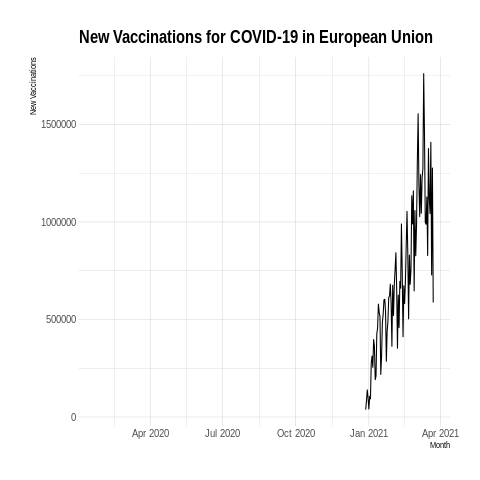 New Vaccinations for COVID-19 in European Union
New Vaccinations
1500000
1000000
500000
0
Apr 2020 Jul 2020 Oct 2020 Jan 2021 Apr 2021
Month